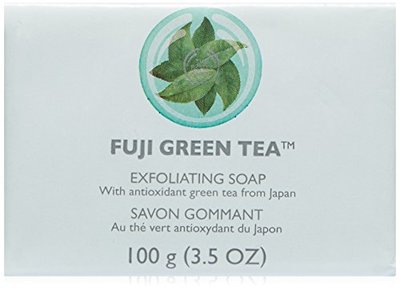 FUJI GREEN TEA™
EXFOLIATING SOAP
With antioxidant green tea from Japan
SAVON GOMMANT
Au thé vert antioxydant du Japon
100 g (3.5 OZ)